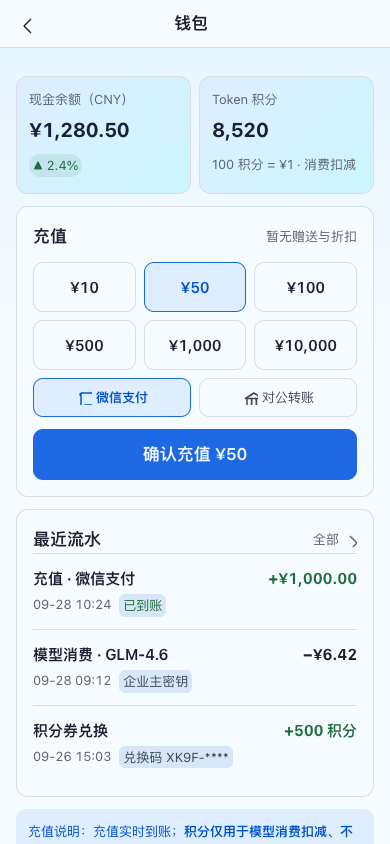 钱包
现金余额（CNY）
¥1,280.50
▲ 2.4%
Token 积分
8,520
100 积分 = ¥1 · 消费扣减
充值
暂无赠送与折扣
¥10
¥50
¥100
¥500
¥1,000
¥10,000
微信支付
对公转账
确认充值 ¥50
最近流水
全部
充值 · 微信支付
+¥1,000.00
09-28 10:24 已到账
模型消费 · GLM-4.6
−¥6.42
09-28 09:12 企业主密钥
积分券兑换
+500 积分
09-26 15:03 兑换码 XK9F-****
充值说明：充值实时到账；积分仅用于模型消费扣减、不